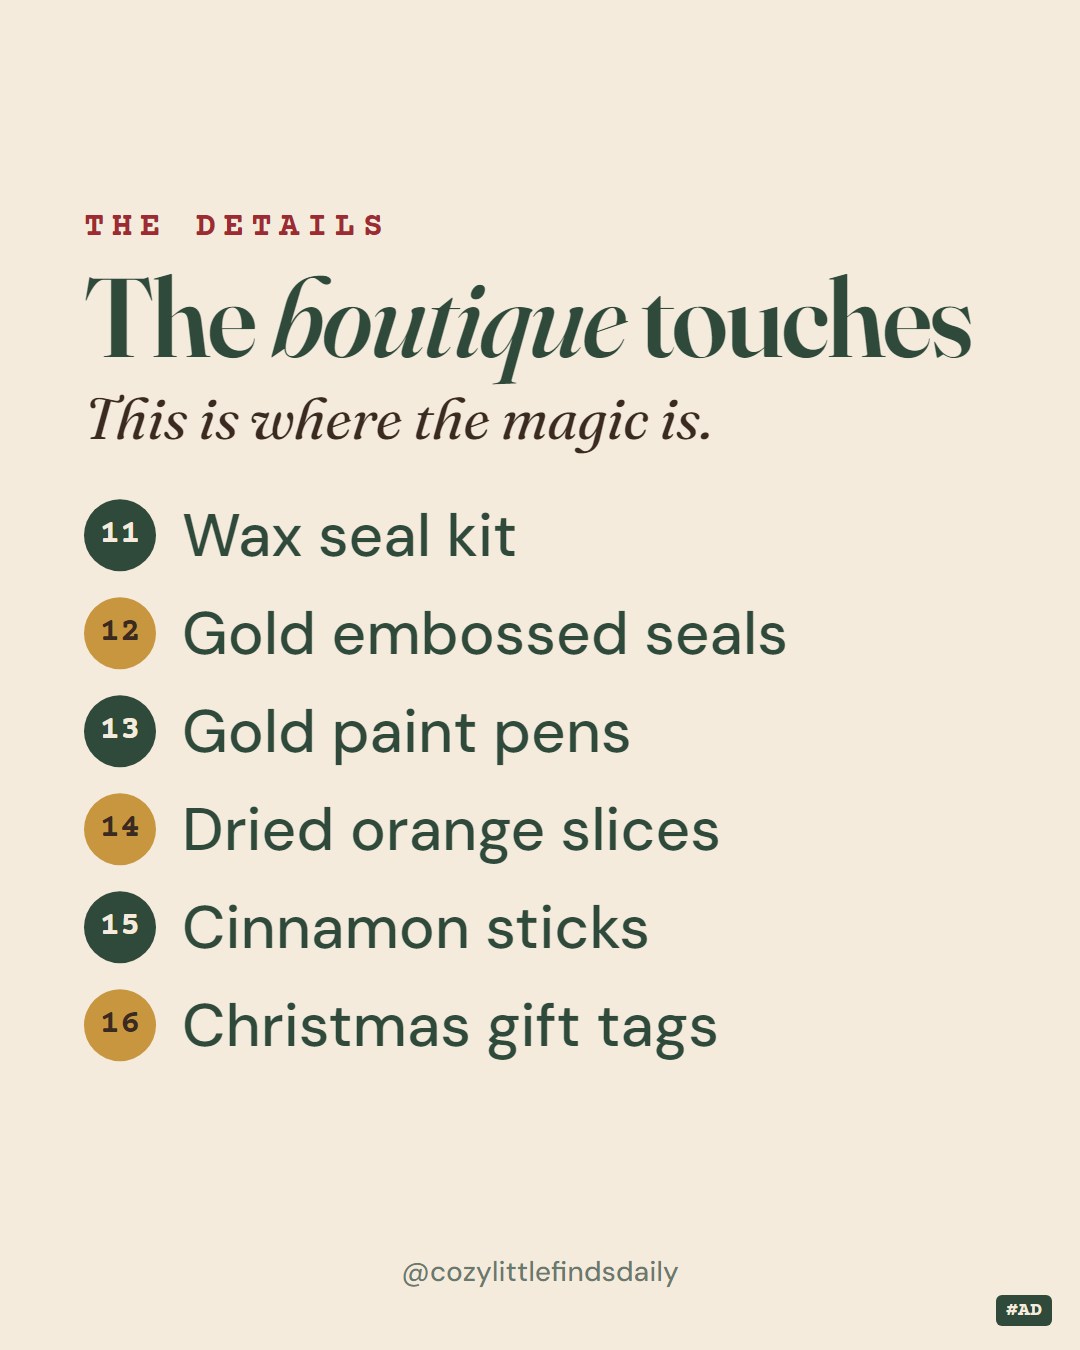 THE DETAILS
The boutique touches
This is where the magic is.
11 Wax seal kit
12 Gold embossed seals
13 Gold paint pens
14 Dried orange slices
15 Cinnamon sticks
16 Christmas gift tags
@cozylittlefindsdaily
#AD